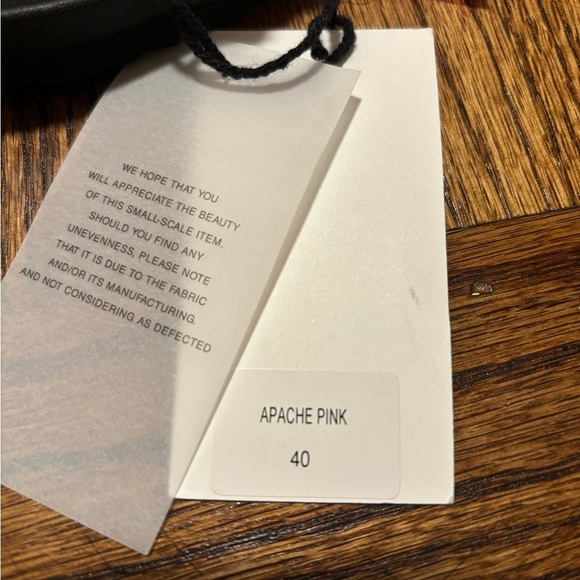 WE HOPE THAT YOU
WILL APPRECIATE THE BEAUTY
OF THIS SMALL-SCALE ITEM.
SHOULD YOU FIND ANY
UNEVENNESS, PLEASE NOTE
THAT IT IS DUE TO THE FABRIC
AND/OR ITS MANUFACTURING.
AND NOT CONSIDERING AS DEFECTED
APACHE PINK
40